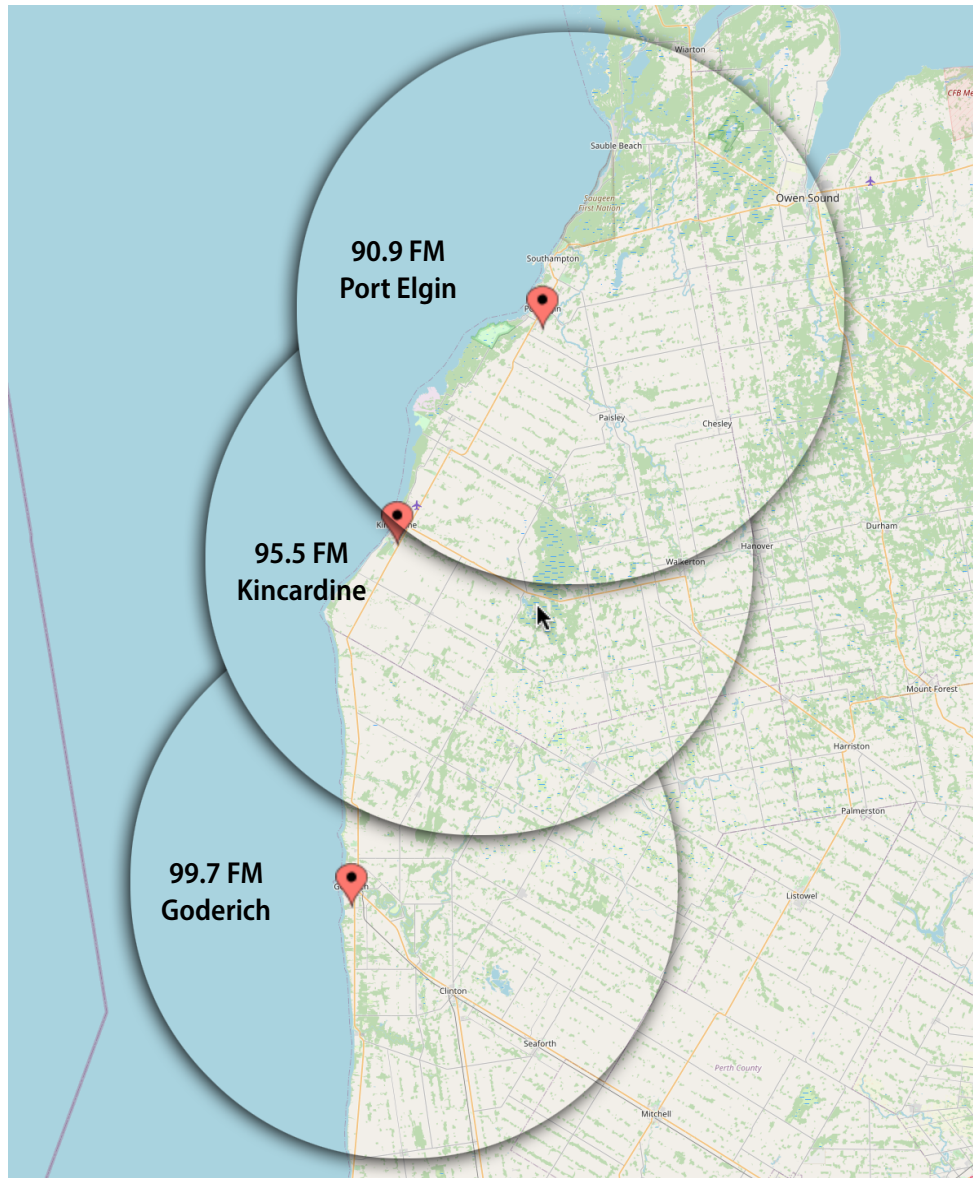 Wiarton
CFB Me
Sauble Beach
Saugeen
First Nation
Owen Sound
90.9 FM
Port Elgin
Southampton
Paisley
Chesley
Durham
95.5 FM
Kincardine
Hanover
Walkerton
Mount Forest
Harriston
Palmerston
99.7 FM
Goderich
Listowel
Clinton
Seaforth
Perth County
Mitchell